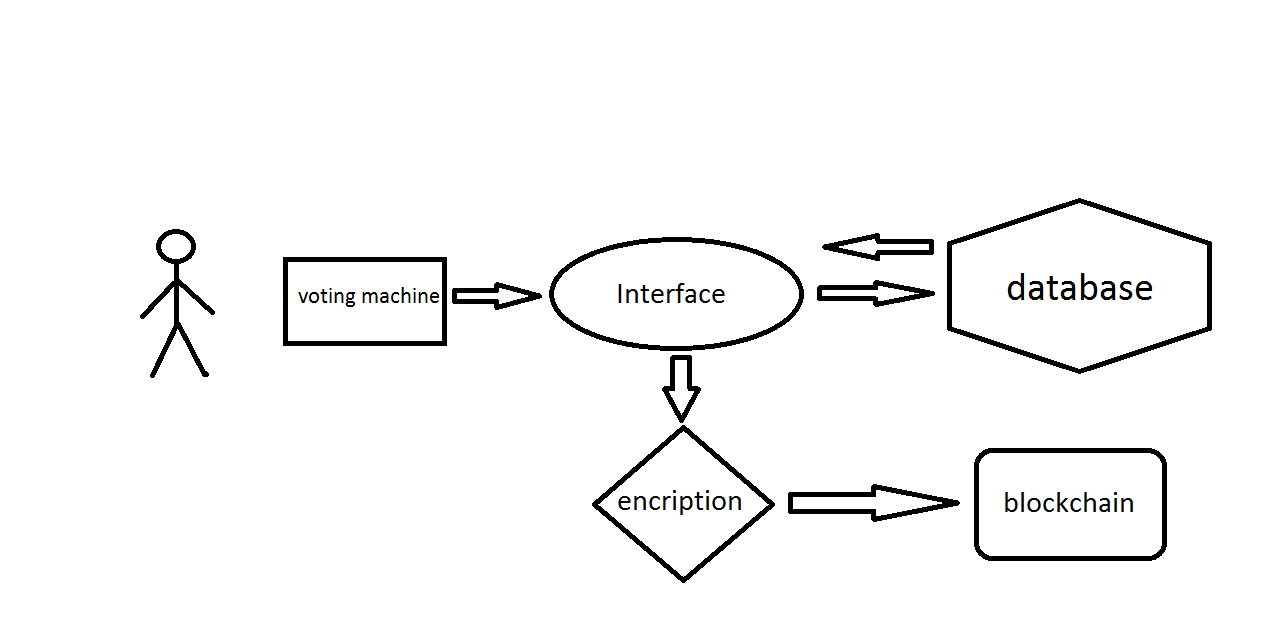 voting machine
Interface
database
encription
blockchain